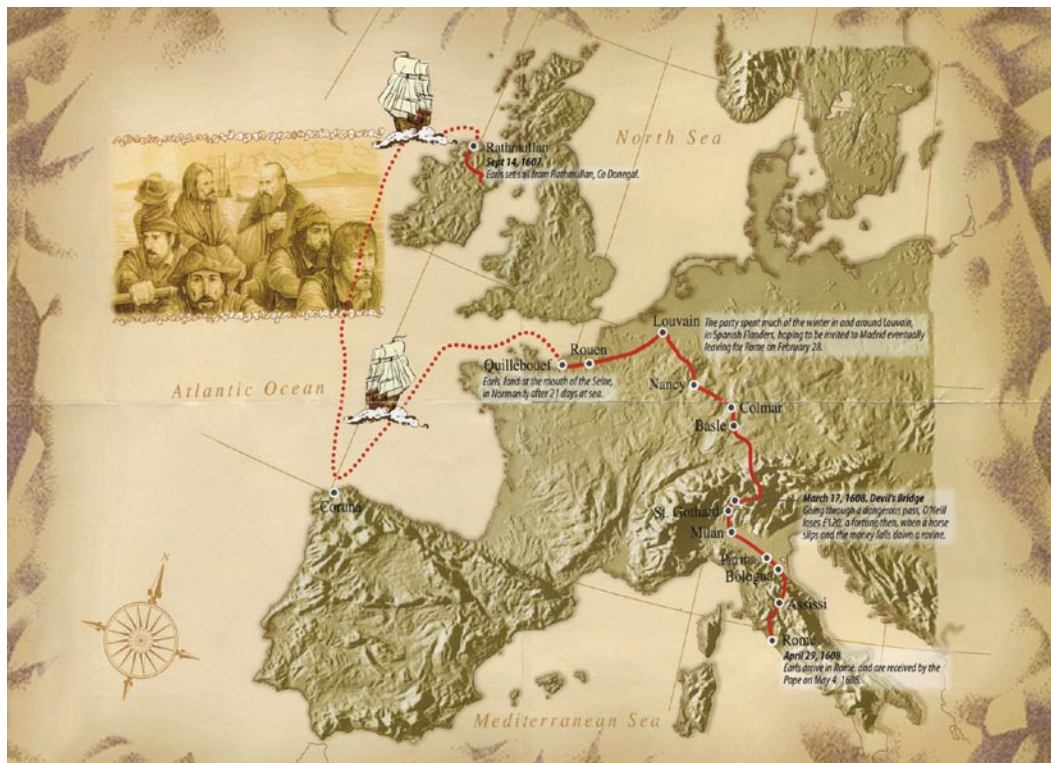 North Sea
Rathmullan
Sept 14, 1607.
Earls set sail from Rathmullan, Co Donegal.
Louvain
The party spent much of the winter in and around Louvain,
in Spanish Flanders, hoping to be invited to Madrid eventually
leaving for Rome on February 28.
Rouen
Quillebouef
Earls land at the mouth of the Seine,
in Normandy after 21 days at sea.
Nancy
Atlantic Ocean
Colmar
Basle
March 17, 1608. Devil's Bridge
Going through a dangerous pass, O'Neill
loses £120, a fortune then, when a horse
slips and the money falls down a ravine.
Coruna
St. Gothard
Milan
Parma
Bologna
Assissi
N
Rome
April 29, 1608
Earls arrive in Rome, and are received by the
Pope on May 4, 1608.
Mediterranean Sea